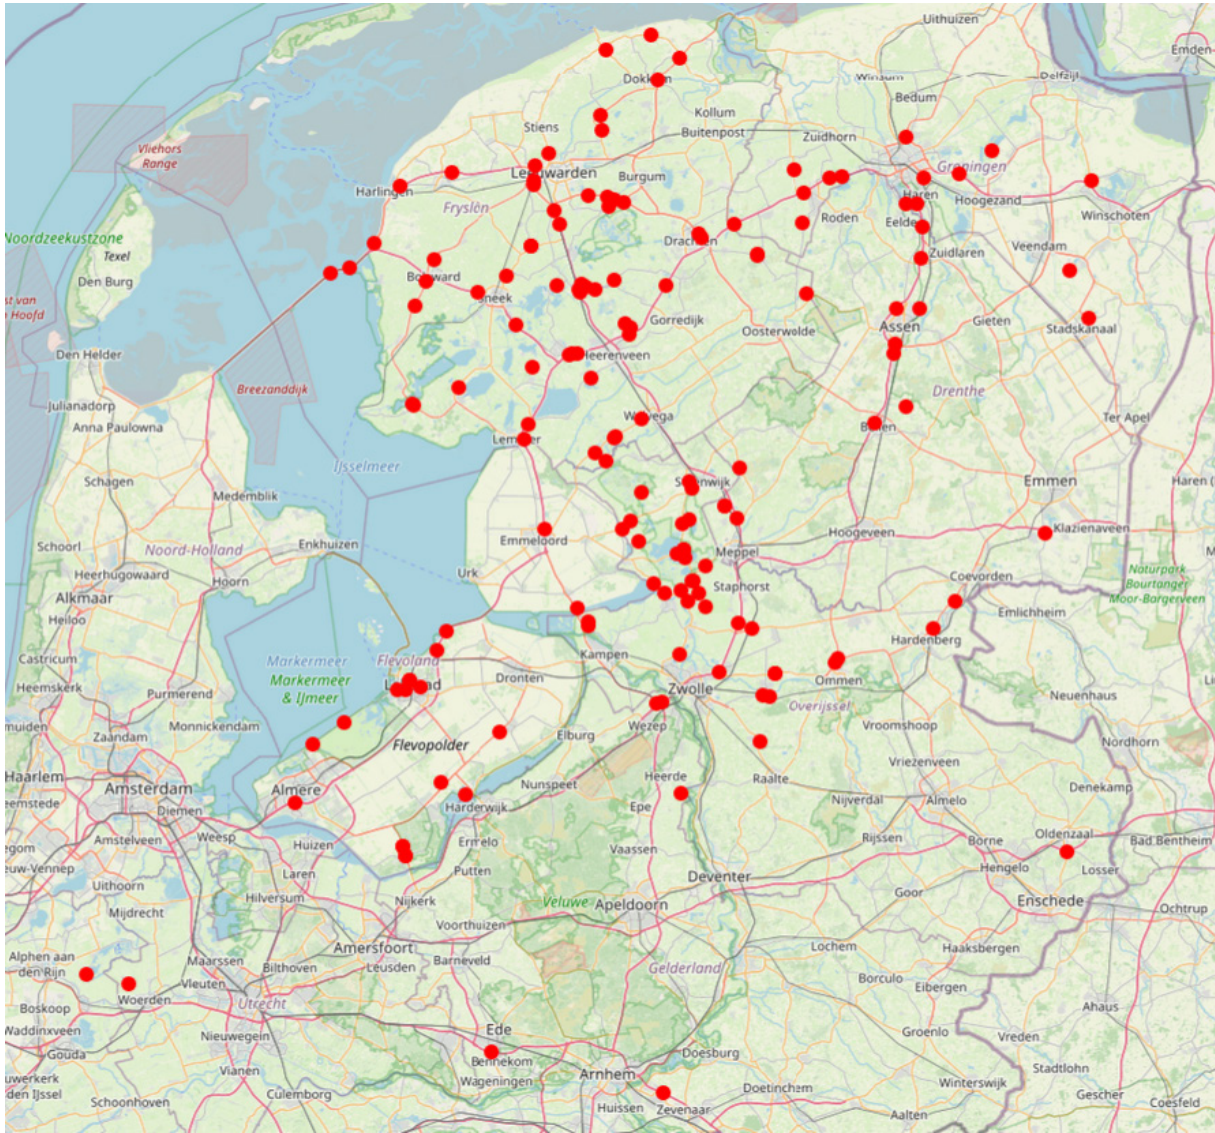 Uithuizen
Emden-
Delfzijl
Winsum
Bedum
Kollum
Stiens
Buitenpost
Zuidhorn
Vliehors
Range
Groningen
Leeuwarden
Burgum
Harlingen
Haren
Hoogezand
Fryslân
Roden
Winschoten
Noordzeekustzone
Texel
Drachten
Zuidlaren
Veendam
Den Burg
Sneek
Gorredijk
Assen
Gieten
Stadskanaal
Oosterwolde
Den Helder
Heerenveen
Breezanddijk
Drenthe
Julianadorp
Anna Paulowna
Ter Apel
IJsselmeer
Schagen
Emmen
Haren (
Medemblik
Hoogeveen
Klazienaveen
Schoorl
Noord-Holland
Enkhuizen
Emmeloord
Meppel
Heerhugowaard
Hoorn
Urk
Coevorden
Naturpark
Bourtanger
Moor-Bargerveen
Alkmaar
Staphorst
Heiloo
Emlichheim
Hardenberg
Castricum
Markermeer
Markermeer
& IJmeer
Flevoland
Kampen
Heemskerk
Purmerend
Dronten
Ommen
Zwolle
Neuenhaus
Overijssel
Monnickendam
Wezep
Vroomshoop
Zaandam
Flevopolder
Elburg
Nordhorn
Haarlem
Heerde
Raalte
Vriezenveen
Amsterdam
Almere
Nunspeet
Denekamp
Diemen
Harderwijk
Epe
Nijverdal
Almelo
Amstelveen
Weesp
Huizen
Ermelo
Rijssen
Borne
Oldenzaal
Bad Bentheim
Vaassen
Hengelo
Laren
Putten
Losser
Uithoorn
Deventer
Hilversum
Nijkerk
Veluwe
Apeldoorn
Goor
Enschede
Mijdrecht
Ochtrup
Voorthuizen
Amersfoort
Lochem
Haaksbergen
Alphen aan
den Rijn
Maarssen
Bilthoven
Leusden
Barneveld
Gelderland
Vleuten
Borculo
Eibergen
Woerden
Utrecht
Ahaus
Boskoop
Waddinxveen
Nieuwegein
Ede
Groenlo
Vreden
Gouda
Bennekom
Doesburg
Vianen
Arnhem
Stadtlohn
Wageningen
Doetinchem
Winterswijk
Culemborg
Schoonhoven
Huissen
Zevenaar
Gescher
Coesfeld
Aalten